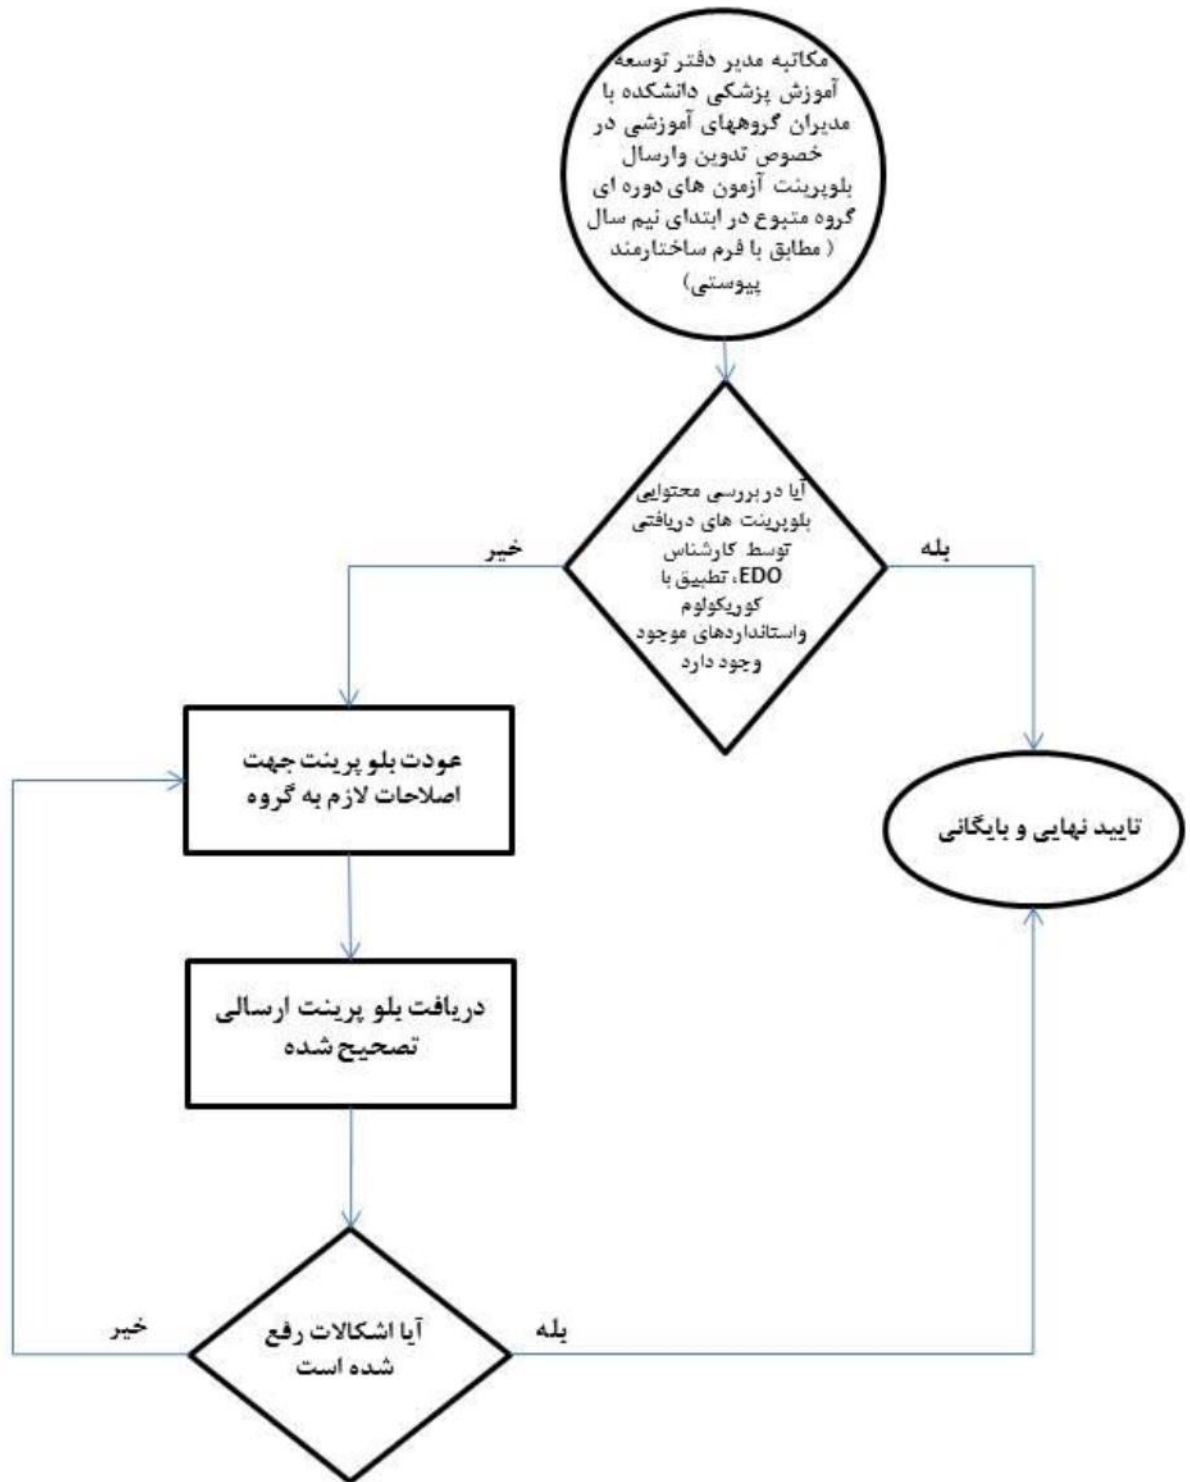 مکاتبه مدیر دفتر توسعه
آموزش پزشکی دانشکده با
مدیران گروههای آموزشی در
خصوص تدوین وارسال
بلوپرینت آزمون های دوره ای
گروه متبوع در ابتدای نیم سال
( مطابق با فرم ساختارمند
پیوستی)
آیا در بررسی محتوایی
بلوپرینت های دریافتی
توسط کارشناس
EDO، تطبیق با
کوریکولوم
واستانداردهای موجود
وجود دارد
بله
خیر
عودت بلو پرینت جهت
اصلاحات لازم به گروه
تایید نهایی و بایگانی
دریافت بلو پرینت ارسالی
تصحیح شده
آیا اشکالات رفع
شده است
بله
خیر